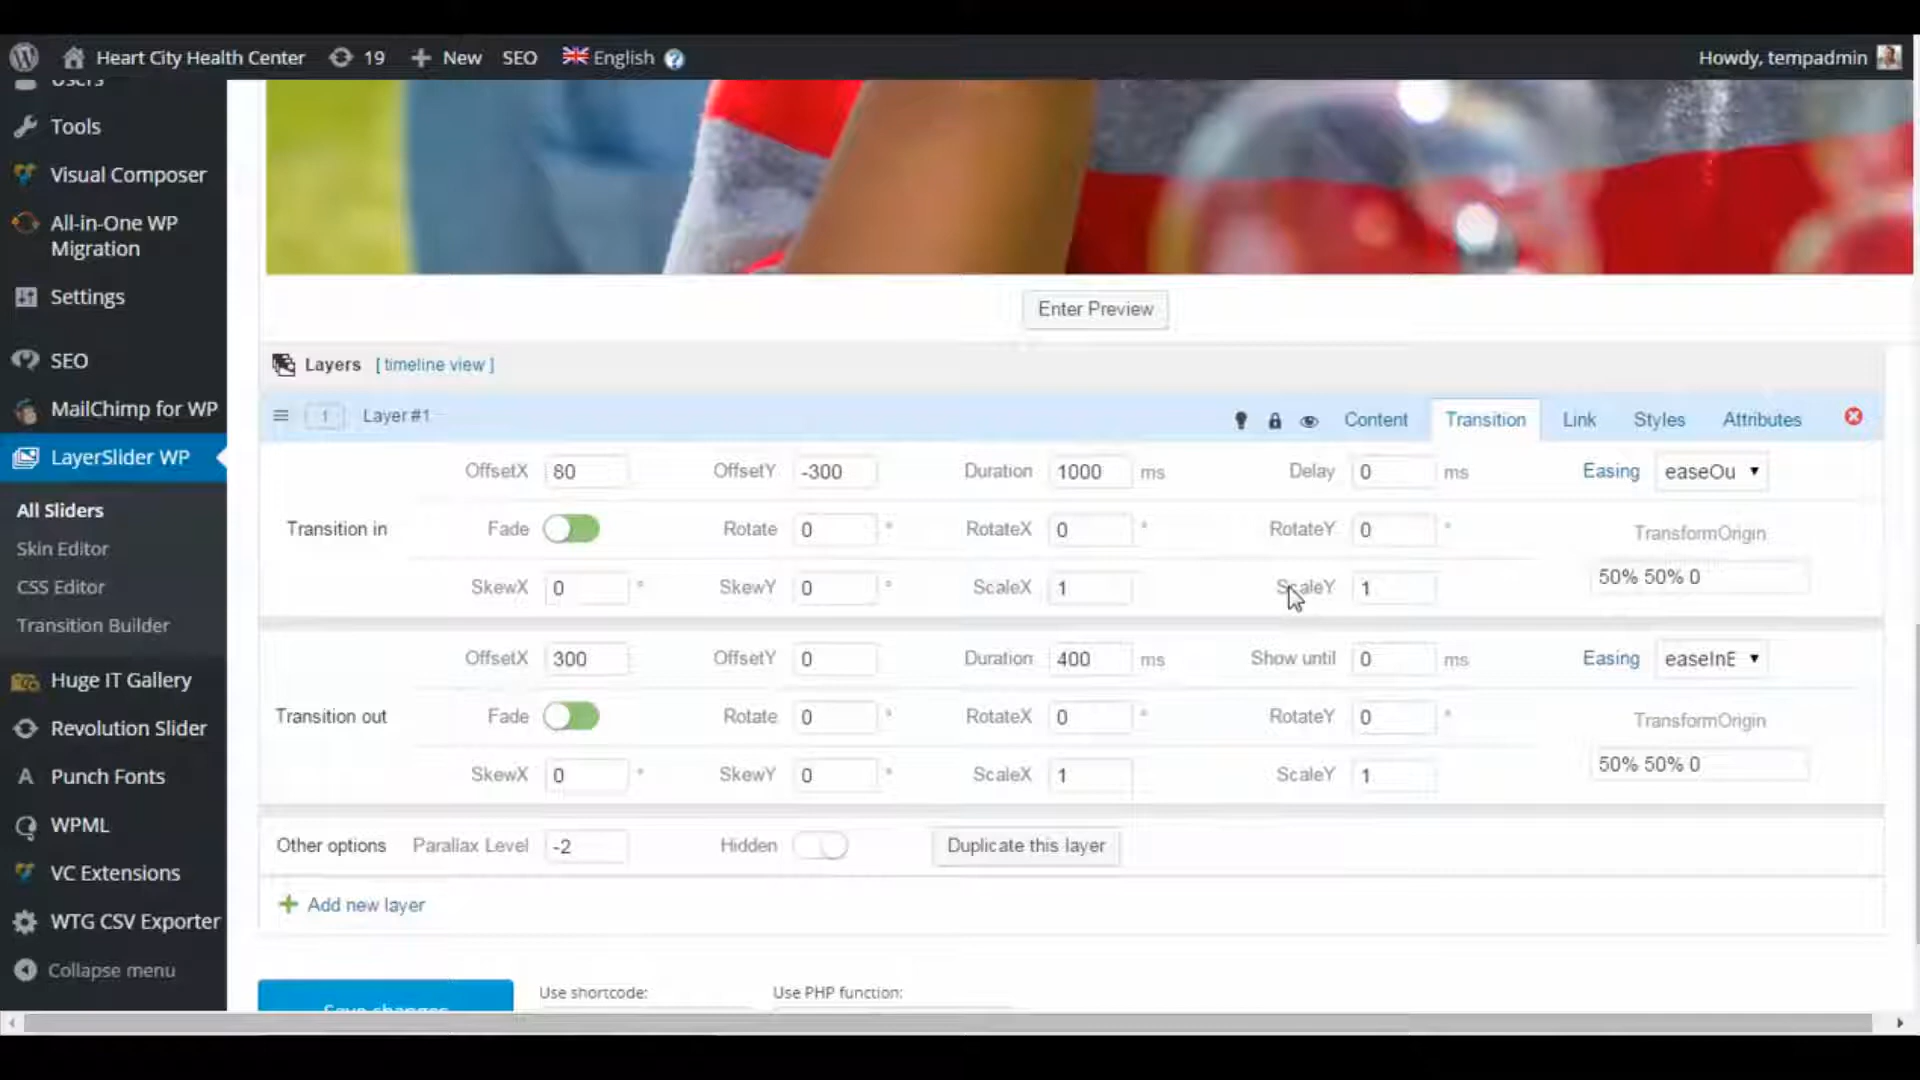 Heart City Health Center 19 New SEO English Howdy, tempadmin
Users
Tools
Visual Composer
All-in-One WP
Migration
Settings
SEO
MailChimp for WP
LayerSlider WP
All Sliders
Skin Editor
CSS Editor
Transition Builder
Huge IT Gallery
Revolution Slider
Punch Fonts
WPML
VC Extensions
WTG CSV Exporter
Collapse menu
Enter Preview
Layers [ timeline view ]
1 Layer #1 Content Transition Link Styles Attributes
OffsetX 80 OffsetY -300 Duration 1000 ms Delay 0 ms Easing easeOu
Transition in Fade Rotate 0 ° RotateX 0 ° RotateY 0 ° TransformOrigin
SkewX 0 ° SkewY 0 ° ScaleX 1 ScaleY 1 50% 50% 0
OffsetX 300 OffsetY 0 Duration 400 ms Show until 0 ms Easing easeInE
Transition out Fade Rotate 0 ° RotateX 0 ° RotateY 0 ° TransformOrigin
SkewX 0 ° SkewY 0 ° ScaleX 1 ScaleY 1 50% 50% 0
Other options Parallax Level -2 Hidden Duplicate this layer
Add new layer
Save changes Use shortcode: Use PHP function: